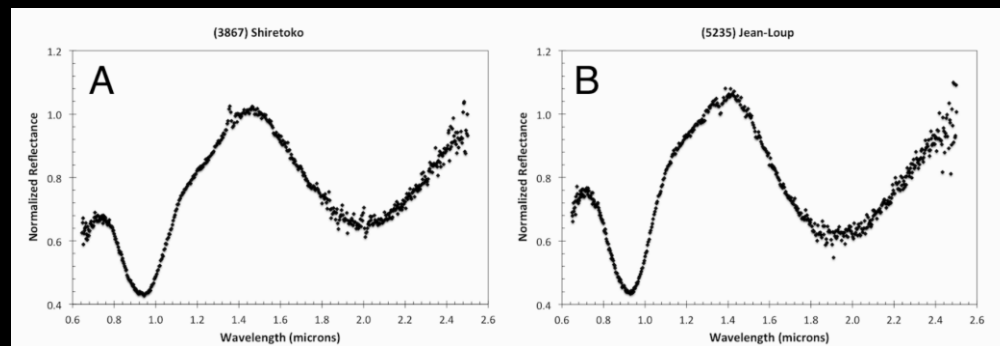 (3867) Shiretoko
A
Normalized Reflectance
1.2
1.0
0.8
0.6
0.4
0.6 0.8 1.0 1.2 1.4 1.6 1.8 2.0 2.2 2.4 2.6
Wavelength (microns)
(5235) Jean-Loup
B
Normalized Reflectance
1.2
1.0
0.8
0.6
0.4
0.6 0.8 1.0 1.2 1.4 1.6 1.8 2.0 2.2 2.4 2.6
Wavelength (microns)